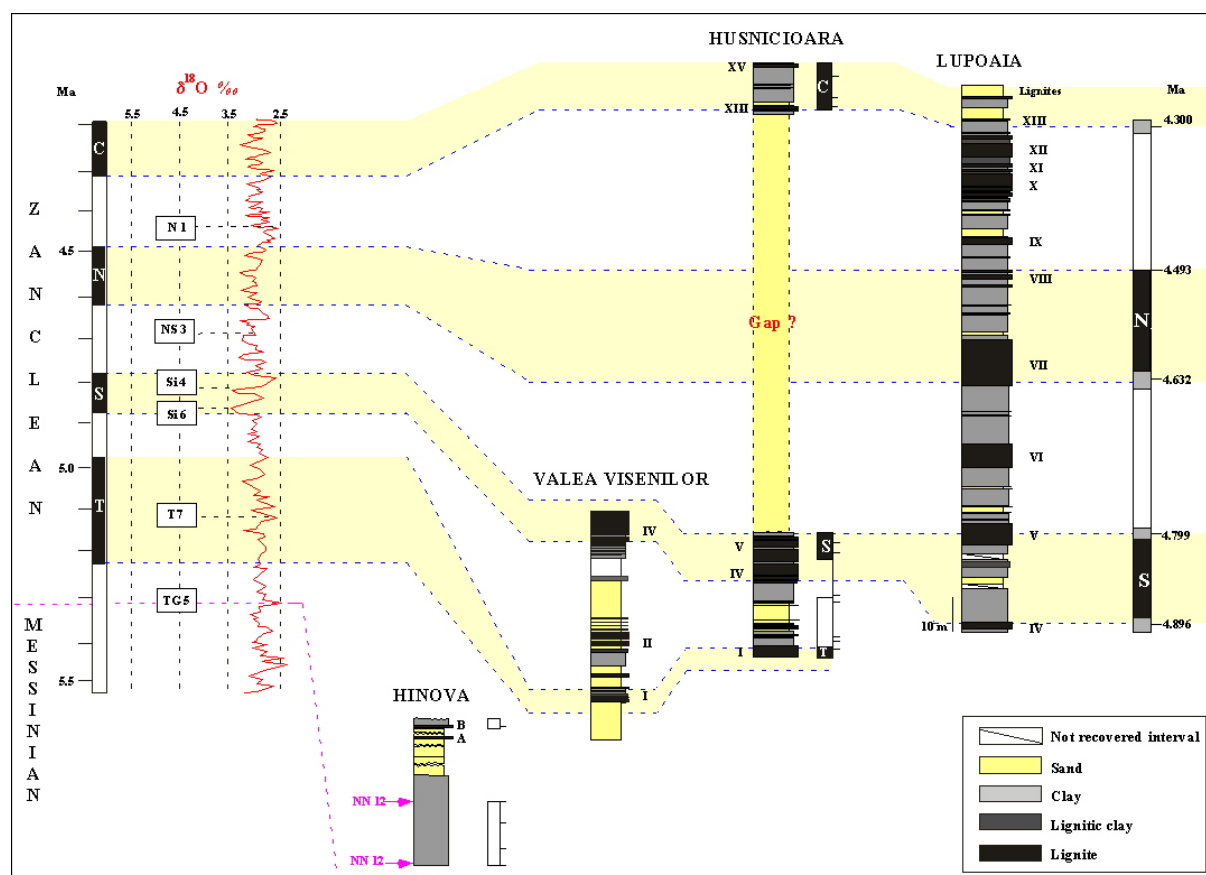 HUSNICIOARA
LUPOAIA
δ18O ‰
Ma
5.5 4.5 3.5 2.5
XV
C
XIII
Lignites
Ma
XIII
4.300
C
XII
XI
X
Z A N C L E A N
N 1
IX
4.5
N
VIII
4.493
NS 3
Gap ?
N
VII
4.632
Si4
S
Si6
VI
5.0
VALEA VISENILOR
T
T7
IV
V
S
V
4.799
IV
S
TG5
10 m
IV
4.896
M E S S I N I A N
II
I
T
5.5
I
HINOVA
B
A
NN 12
NN 12
Not recovered interval
Sand
Clay
Lignitic clay
Lignite